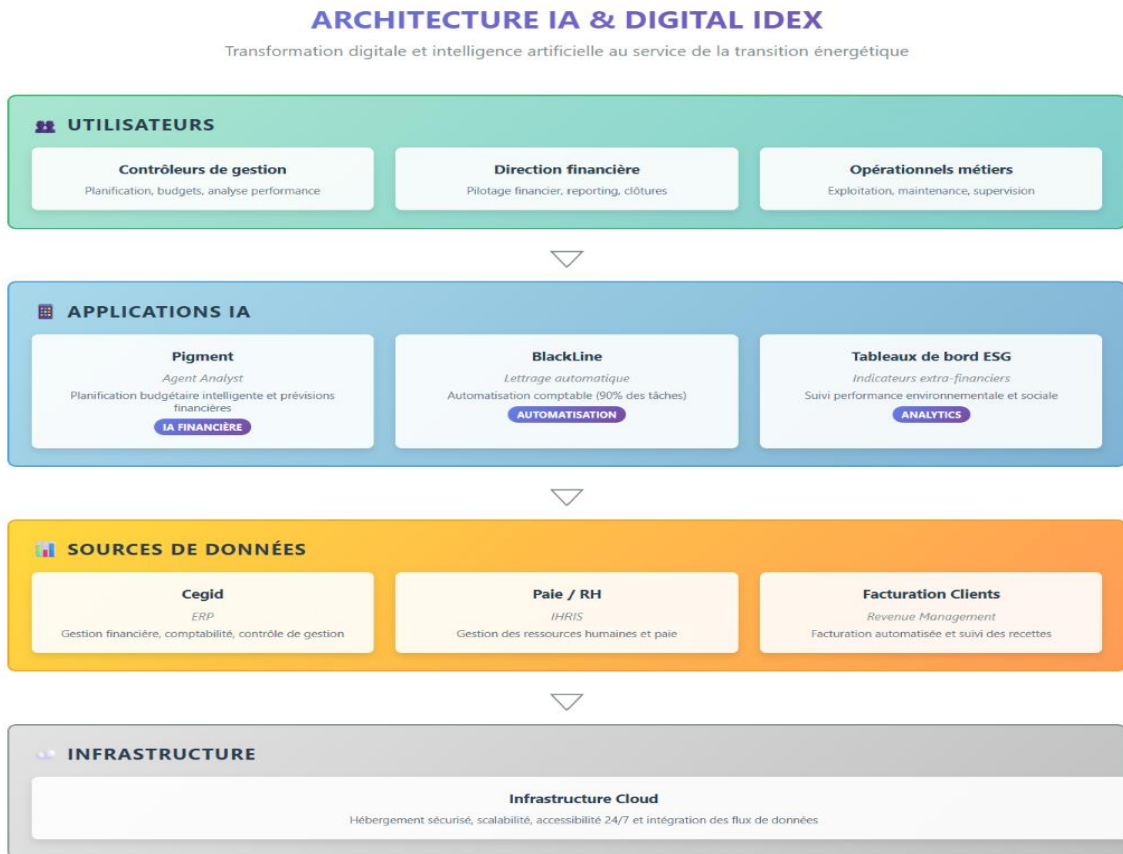 ARCHITECTURE IA & DIGITAL IDEX
Transformation digitale et intelligence artificielle au service de la transition énergétique
UTILISATEURS
Contrôleurs de gestion
Planification, budgets, analyse performance
Direction financière
Pilotage financier, reporting, clôtures
Opérationnels métiers
Exploitation, maintenance, supervision
APPLICATIONS IA
Pigment
Agent Analyst
Planification budgétaire intelligente et prévisions
financières
IA FINANCIÈRE
BlackLine
Lettrage automatique
Automatisation comptable (90% des tâches)
AUTOMATISATION
Tableaux de bord ESG
Indicateurs extra-financiers
Suivi performance environnementale et sociale
ANALYTICS
SOURCES DE DONNÉES
Cegid
ERP
Gestion financière, comptabilité, contrôle de gestion
Paie / RH
IHRIS
Gestion des ressources humaines et paie
Facturation Clients
Revenue Management
Facturation automatisée et suivi des recettes
INFRASTRUCTURE
Infrastructure Cloud
Hébergement sécurisé, scalabilité, accessibilité 24/7 et intégration des flux de données